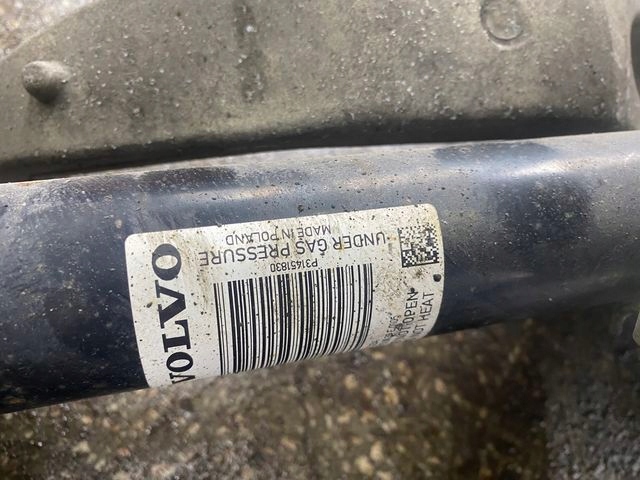 VOLVO
MADE IN POLAND
UNDER GAS PRESSURE
P31451830
OPEN
HEAT